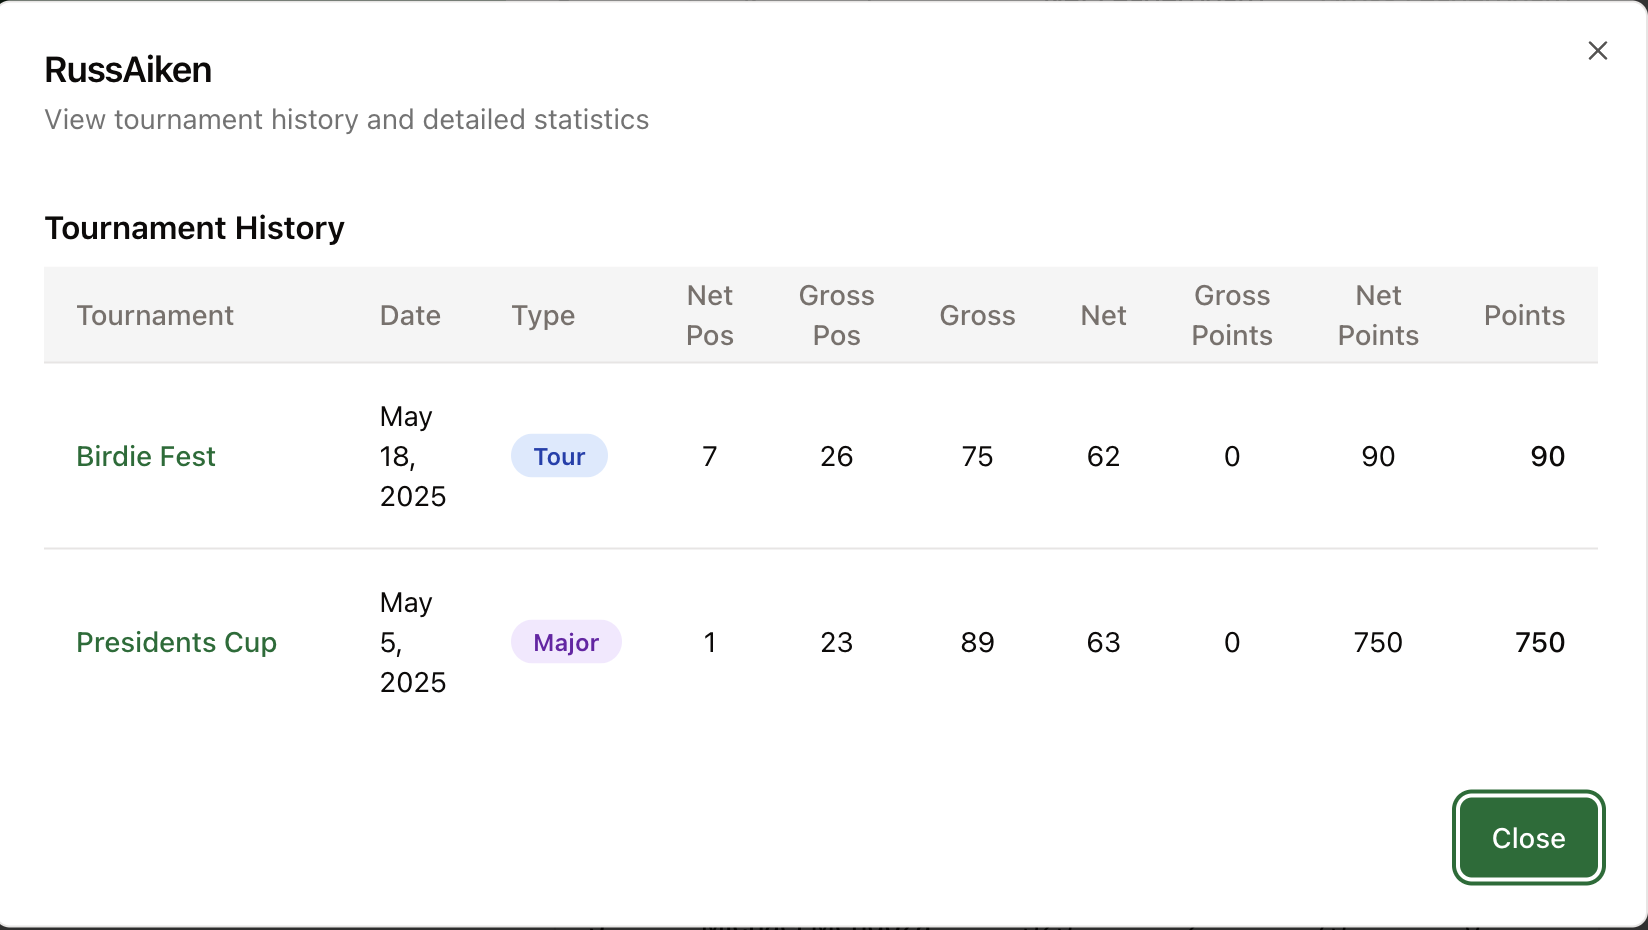 RussAiken
View tournament history and detailed statistics
Tournament History
Tournament Date Type Net Pos Gross Pos Gross Net Gross Points Net Points Points
Birdie Fest May 18, 2025 Tour 7 26 75 62 0 90 90
Presidents Cup May 5, 2025 Major 1 23 89 63 0 750 750
Close